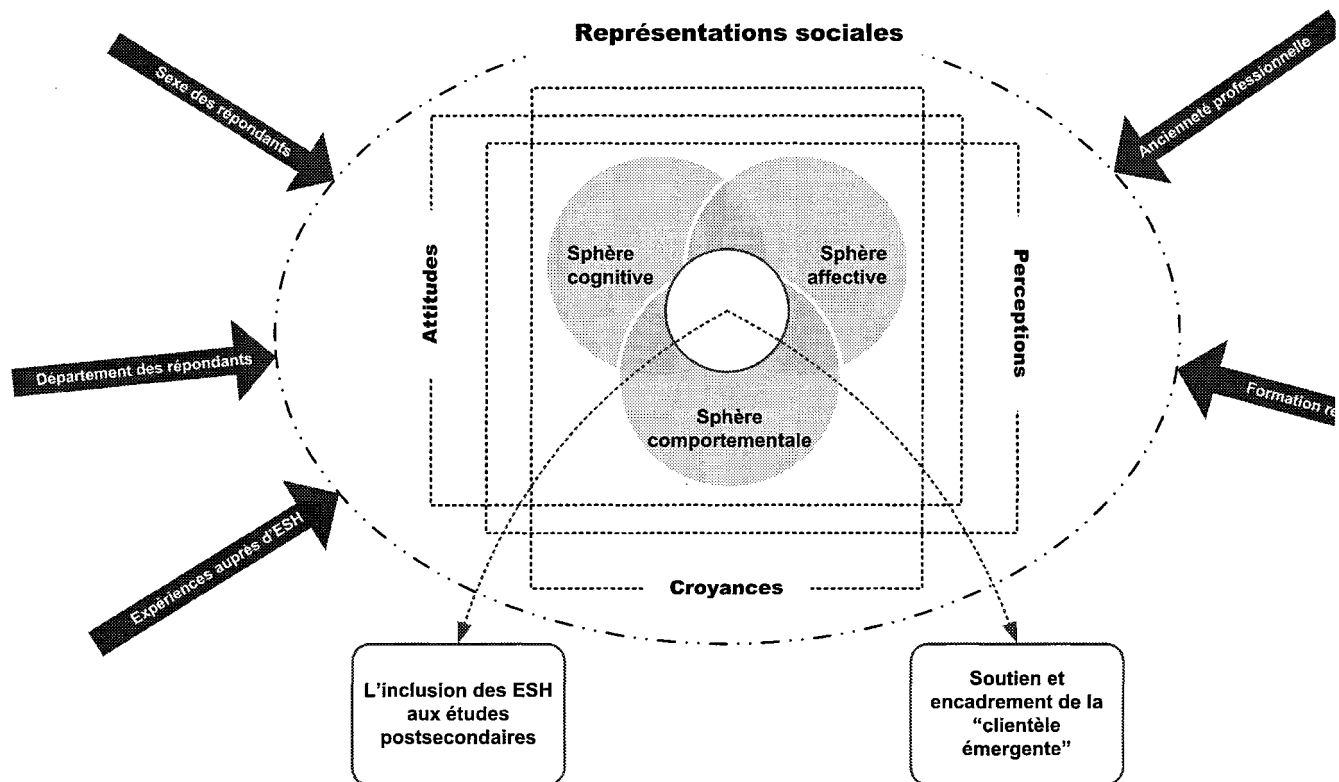 Représentations sociales
Sexe des répondants
Ancienneté professionnelle
Attitudes
Sphère
cognitive
Sphère
affective
Perceptions
Département des répondants
Formation
Sphère
comportementale
Expériences auprès d'ESH
Croyances
L'inclusion des ESH
aux études
postsecondaires
Soutien et
encadrement de la
“clientèle
émergente”